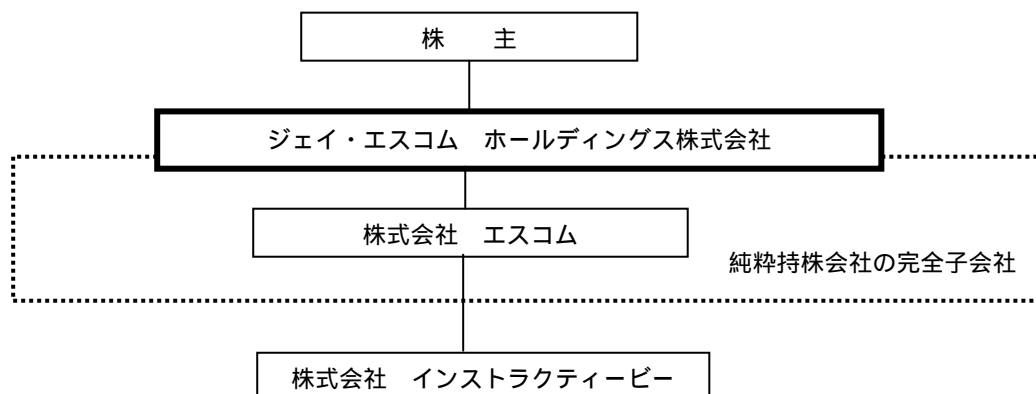 株　　主
ジェイ・エスコム　ホールディングス株式会社
株式会社　エスコム
純粋持株会社の完全子会社
株式会社　インストラクティービー